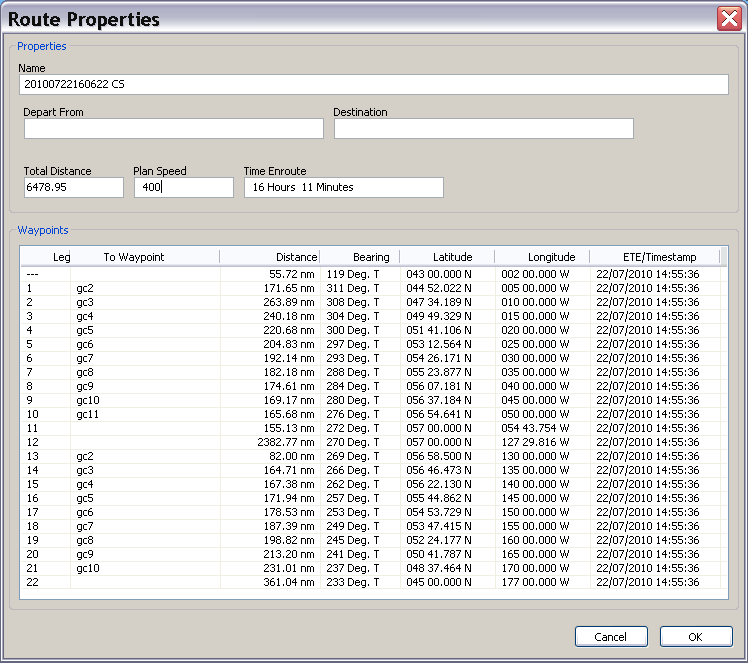 Route Properties
Properties
Name
20100722160622 CS
Depart From Destination
Total Distance Plan Speed Time Enroute
6478.95 400 16 Hours 11 Minutes
Waypoints
Leg To Waypoint Distance Bearing Latitude Longitude ETE/Timestamp
--- 55.72 nm 119 Deg. T 043 00.000 N 002 00.000 W 22/07/2010 14:55:36
1 gc2 171.65 nm 311 Deg. T 044 52.022 N 005 00.000 W 22/07/2010 14:55:36
2 gc3 263.89 nm 308 Deg. T 047 34.189 N 010 00.000 W 22/07/2010 14:55:36
3 gc4 240.18 nm 304 Deg. T 049 49.329 N 015 00.000 W 22/07/2010 14:55:36
4 gc5 220.68 nm 300 Deg. T 051 41.106 N 020 00.000 W 22/07/2010 14:55:36
5 gc6 204.83 nm 297 Deg. T 053 12.564 N 025 00.000 W 22/07/2010 14:55:36
6 gc7 192.14 nm 293 Deg. T 054 26.171 N 030 00.000 W 22/07/2010 14:55:36
7 gc8 182.18 nm 288 Deg. T 055 23.877 N 035 00.000 W 22/07/2010 14:55:36
8 gc9 174.61 nm 284 Deg. T 056 07.181 N 040 00.000 W 22/07/2010 14:55:36
9 gc10 169.17 nm 280 Deg. T 056 37.184 N 045 00.000 W 22/07/2010 14:55:36
10 gc11 165.68 nm 276 Deg. T 056 54.641 N 050 00.000 W 22/07/2010 14:55:36
11 155.13 nm 272 Deg. T 057 00.000 N 054 43.754 W 22/07/2010 14:55:36
12 2382.77 nm 270 Deg. T 057 00.000 N 127 29.816 W 22/07/2010 14:55:36
13 gc2 82.00 nm 269 Deg. T 056 58.500 N 130 00.000 W 22/07/2010 14:55:36
14 gc3 164.71 nm 266 Deg. T 056 46.473 N 135 00.000 W 22/07/2010 14:55:36
15 gc4 167.38 nm 262 Deg. T 056 22.130 N 140 00.000 W 22/07/2010 14:55:36
16 gc5 171.94 nm 257 Deg. T 055 44.862 N 145 00.000 W 22/07/2010 14:55:36
17 gc6 178.53 nm 253 Deg. T 054 53.729 N 150 00.000 W 22/07/2010 14:55:36
18 gc7 187.39 nm 249 Deg. T 053 47.415 N 155 00.000 W 22/07/2010 14:55:36
19 gc8 198.82 nm 245 Deg. T 052 24.177 N 160 00.000 W 22/07/2010 14:55:36
20 gc9 213.20 nm 241 Deg. T 050 41.787 N 165 00.000 W 22/07/2010 14:55:36
21 gc10 231.01 nm 237 Deg. T 048 37.464 N 170 00.000 W 22/07/2010 14:55:36
22 361.04 nm 233 Deg. T 045 00.000 N 177 00.000 W 22/07/2010 14:55:36
Cancel OK